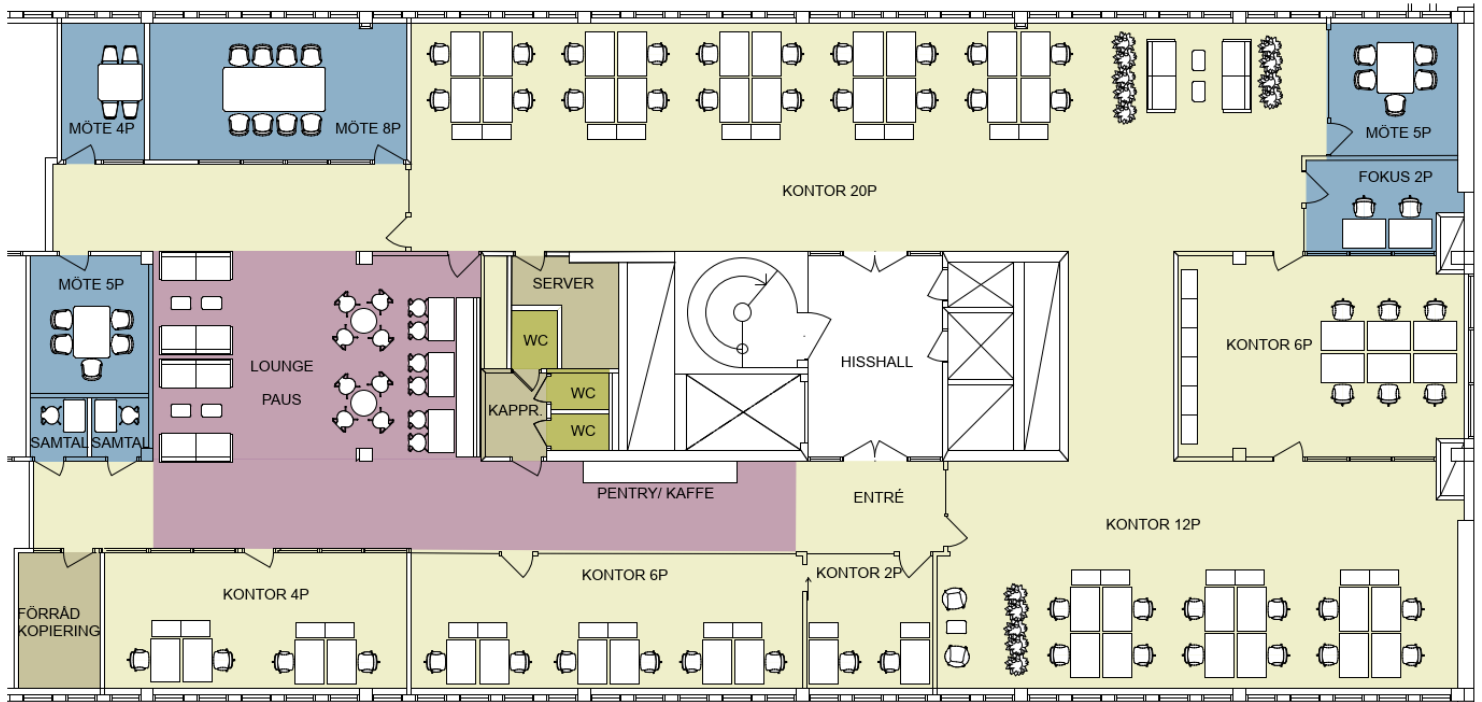 MÖTE 4P
MÖTE 8P
MÖTE 5P
FOKUS 2P
KONTOR 20P
MÖTE 5P
SERVER
WC
LOUNGE
PAUS
HISSHALL
KONTOR 6P
WC
KAPPR.
WC
SAMTAL
SAMTAL
PENTRY/ KAFFE
ENTRÉ
KONTOR 12P
KONTOR 6P
KONTOR 2P
KONTOR 4P
FÖRRÅD
KOPIERING